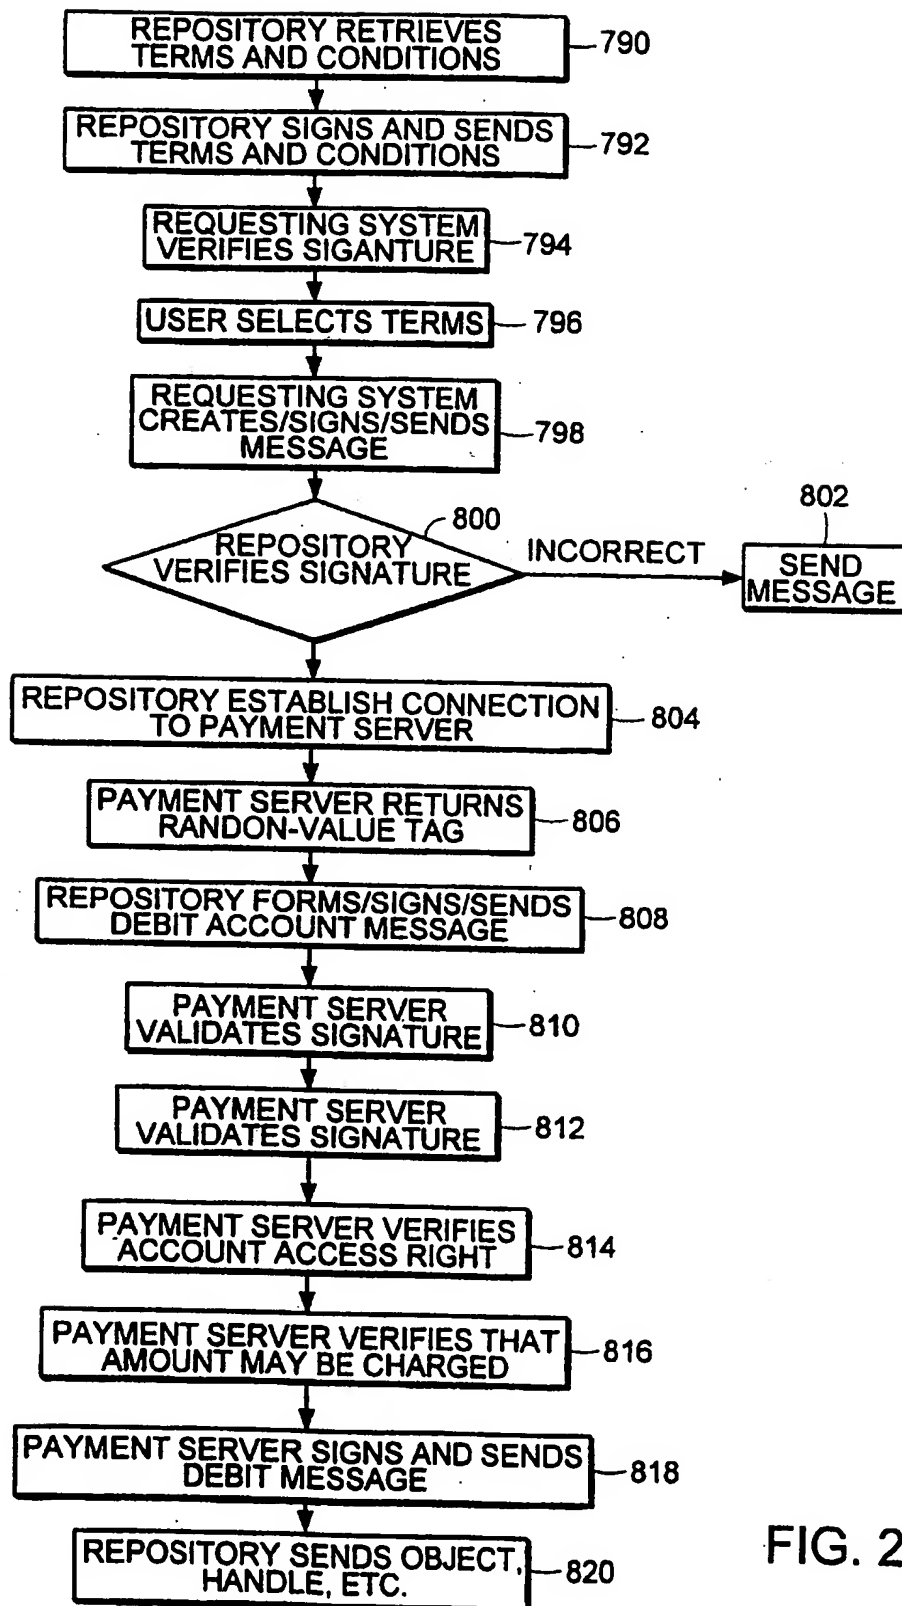 REPOSITORY RETRIEVES
TERMS AND CONDITIONS
790
REPOSITORY SIGNS AND SENDS
TERMS AND CONDITIONS
792
REQUESTING SYSTEM
VERIFIES SIGANTURE
794
USER SELECTS TERMS
796
REQUESTING SYSTEM
CREATES/SIGNS/SENDS
MESSAGE
798
800
REPOSITORY
VERIFIES SIGNATURE
INCORRECT
802
SEND
MESSAGE
REPOSITORY ESTABLISH CONNECTION
TO PAYMENT SERVER
804
PAYMENT SERVER RETURNS
RANDON-VALUE TAG
806
REPOSITORY FORMS/SIGNS/SENDS
DEBIT ACCOUNT MESSAGE
808
PAYMENT SERVER
VALIDATES SIGNATURE
810
PAYMENT SERVER
VALIDATES SIGNATURE
812
PAYMENT SERVER VERIFIES
ACCOUNT ACCESS RIGHT
814
PAYMENT SERVER VERIFIES THAT
AMOUNT MAY BE CHARGED
816
PAYMENT SERVER SIGNS AND SENDS
DEBIT MESSAGE
818
REPOSITORY SENDS OBJECT,
HANDLE, ETC.
820
FIG. 2